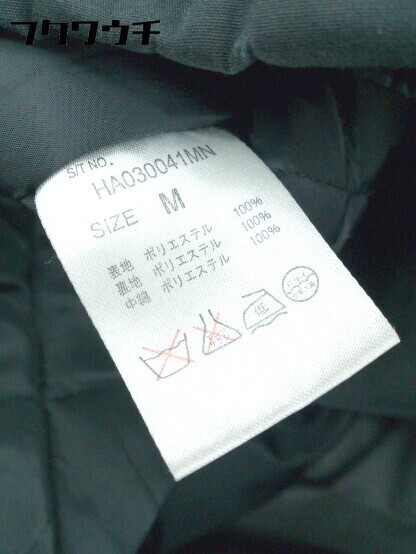 フクワウチ
S/T NO.
HA030041MN
SIZE M
表地 ポリエステル 100%
裏地 ポリエステル 100%
中綿 ポリエステル 100%
低